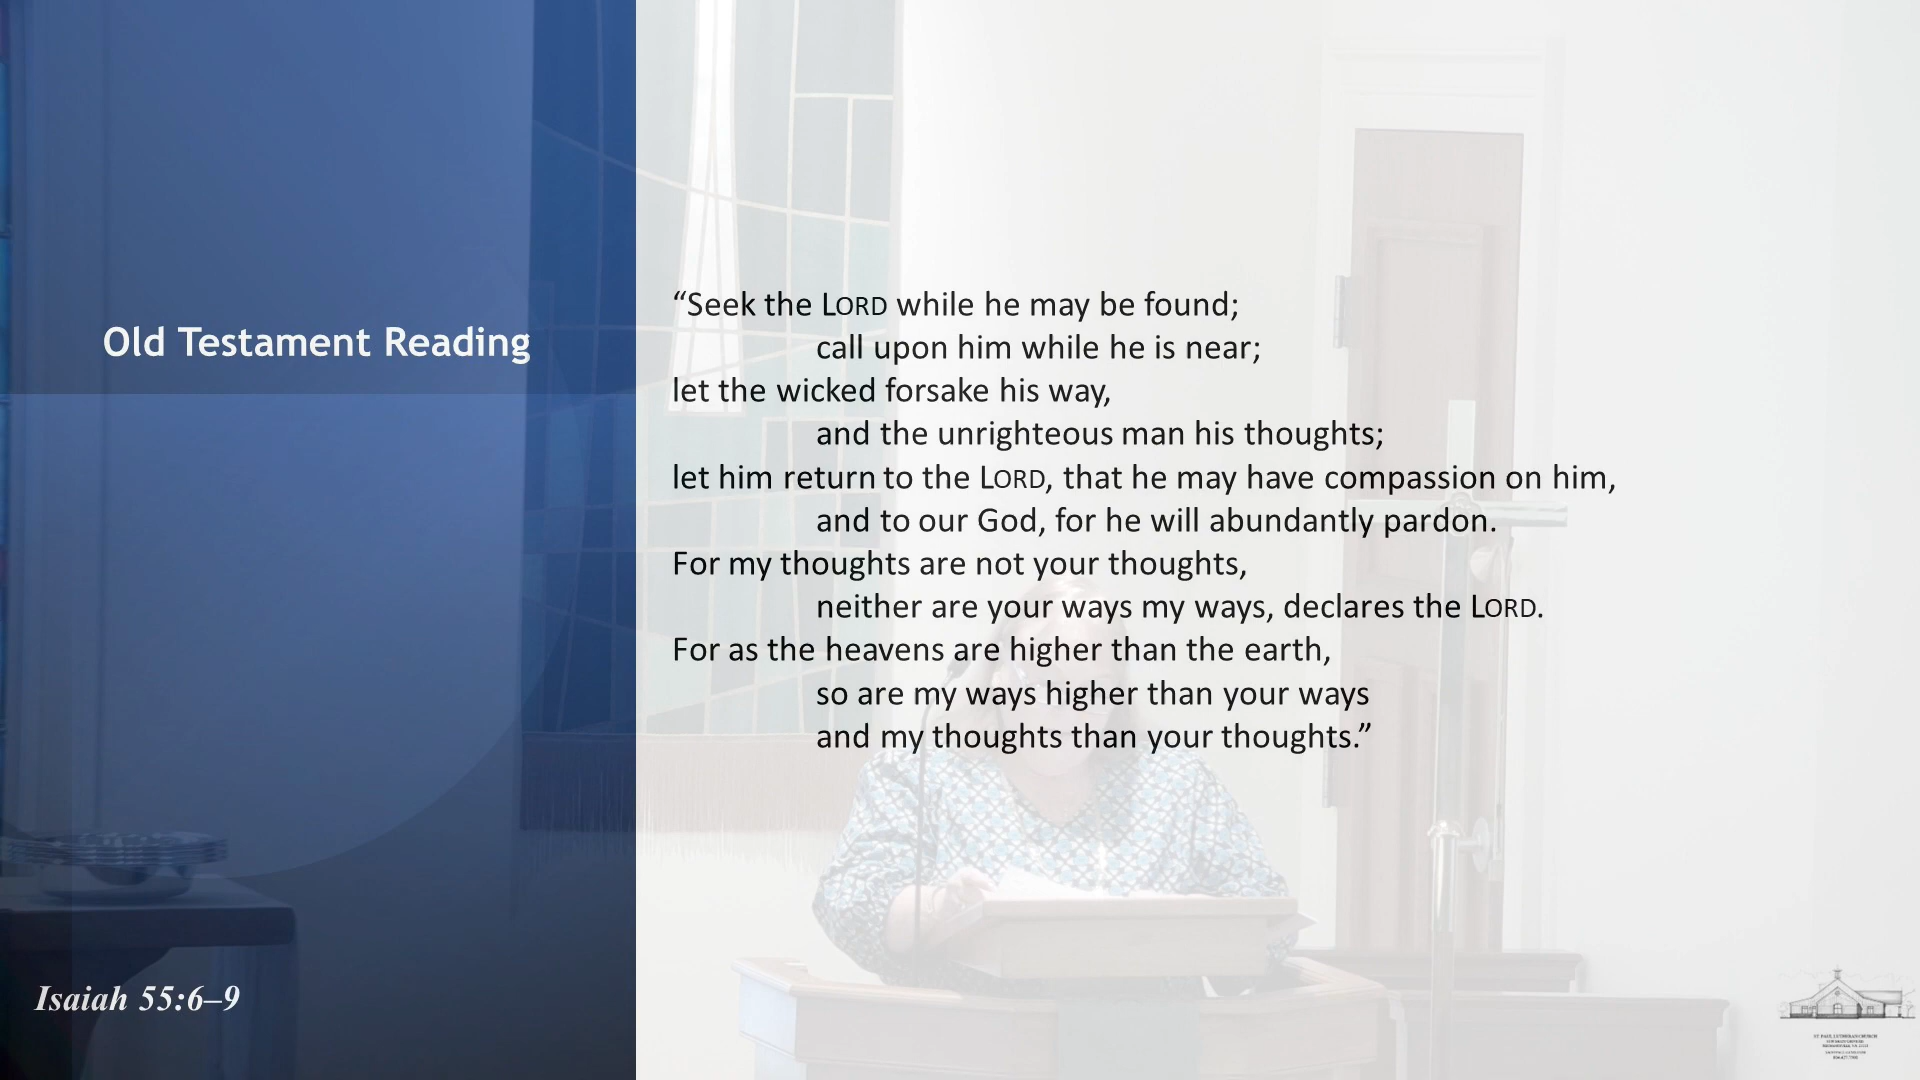 Old Testament Reading
“Seek the LORD while he may be found;
call upon him while he is near;
let the wicked forsake his way,
and the unrighteous man his thoughts;
let him return to the LORD, that he may have compassion on him,
and to our God, for he will abundantly pardon.
For my thoughts are not your thoughts,
neither are your ways my ways, declares the LORD.
For as the heavens are higher than the earth,
so are my ways higher than your ways
and my thoughts than your thoughts.”
Isaiah 55:6–9
ST. PAUL LUTHERAN CHURCH